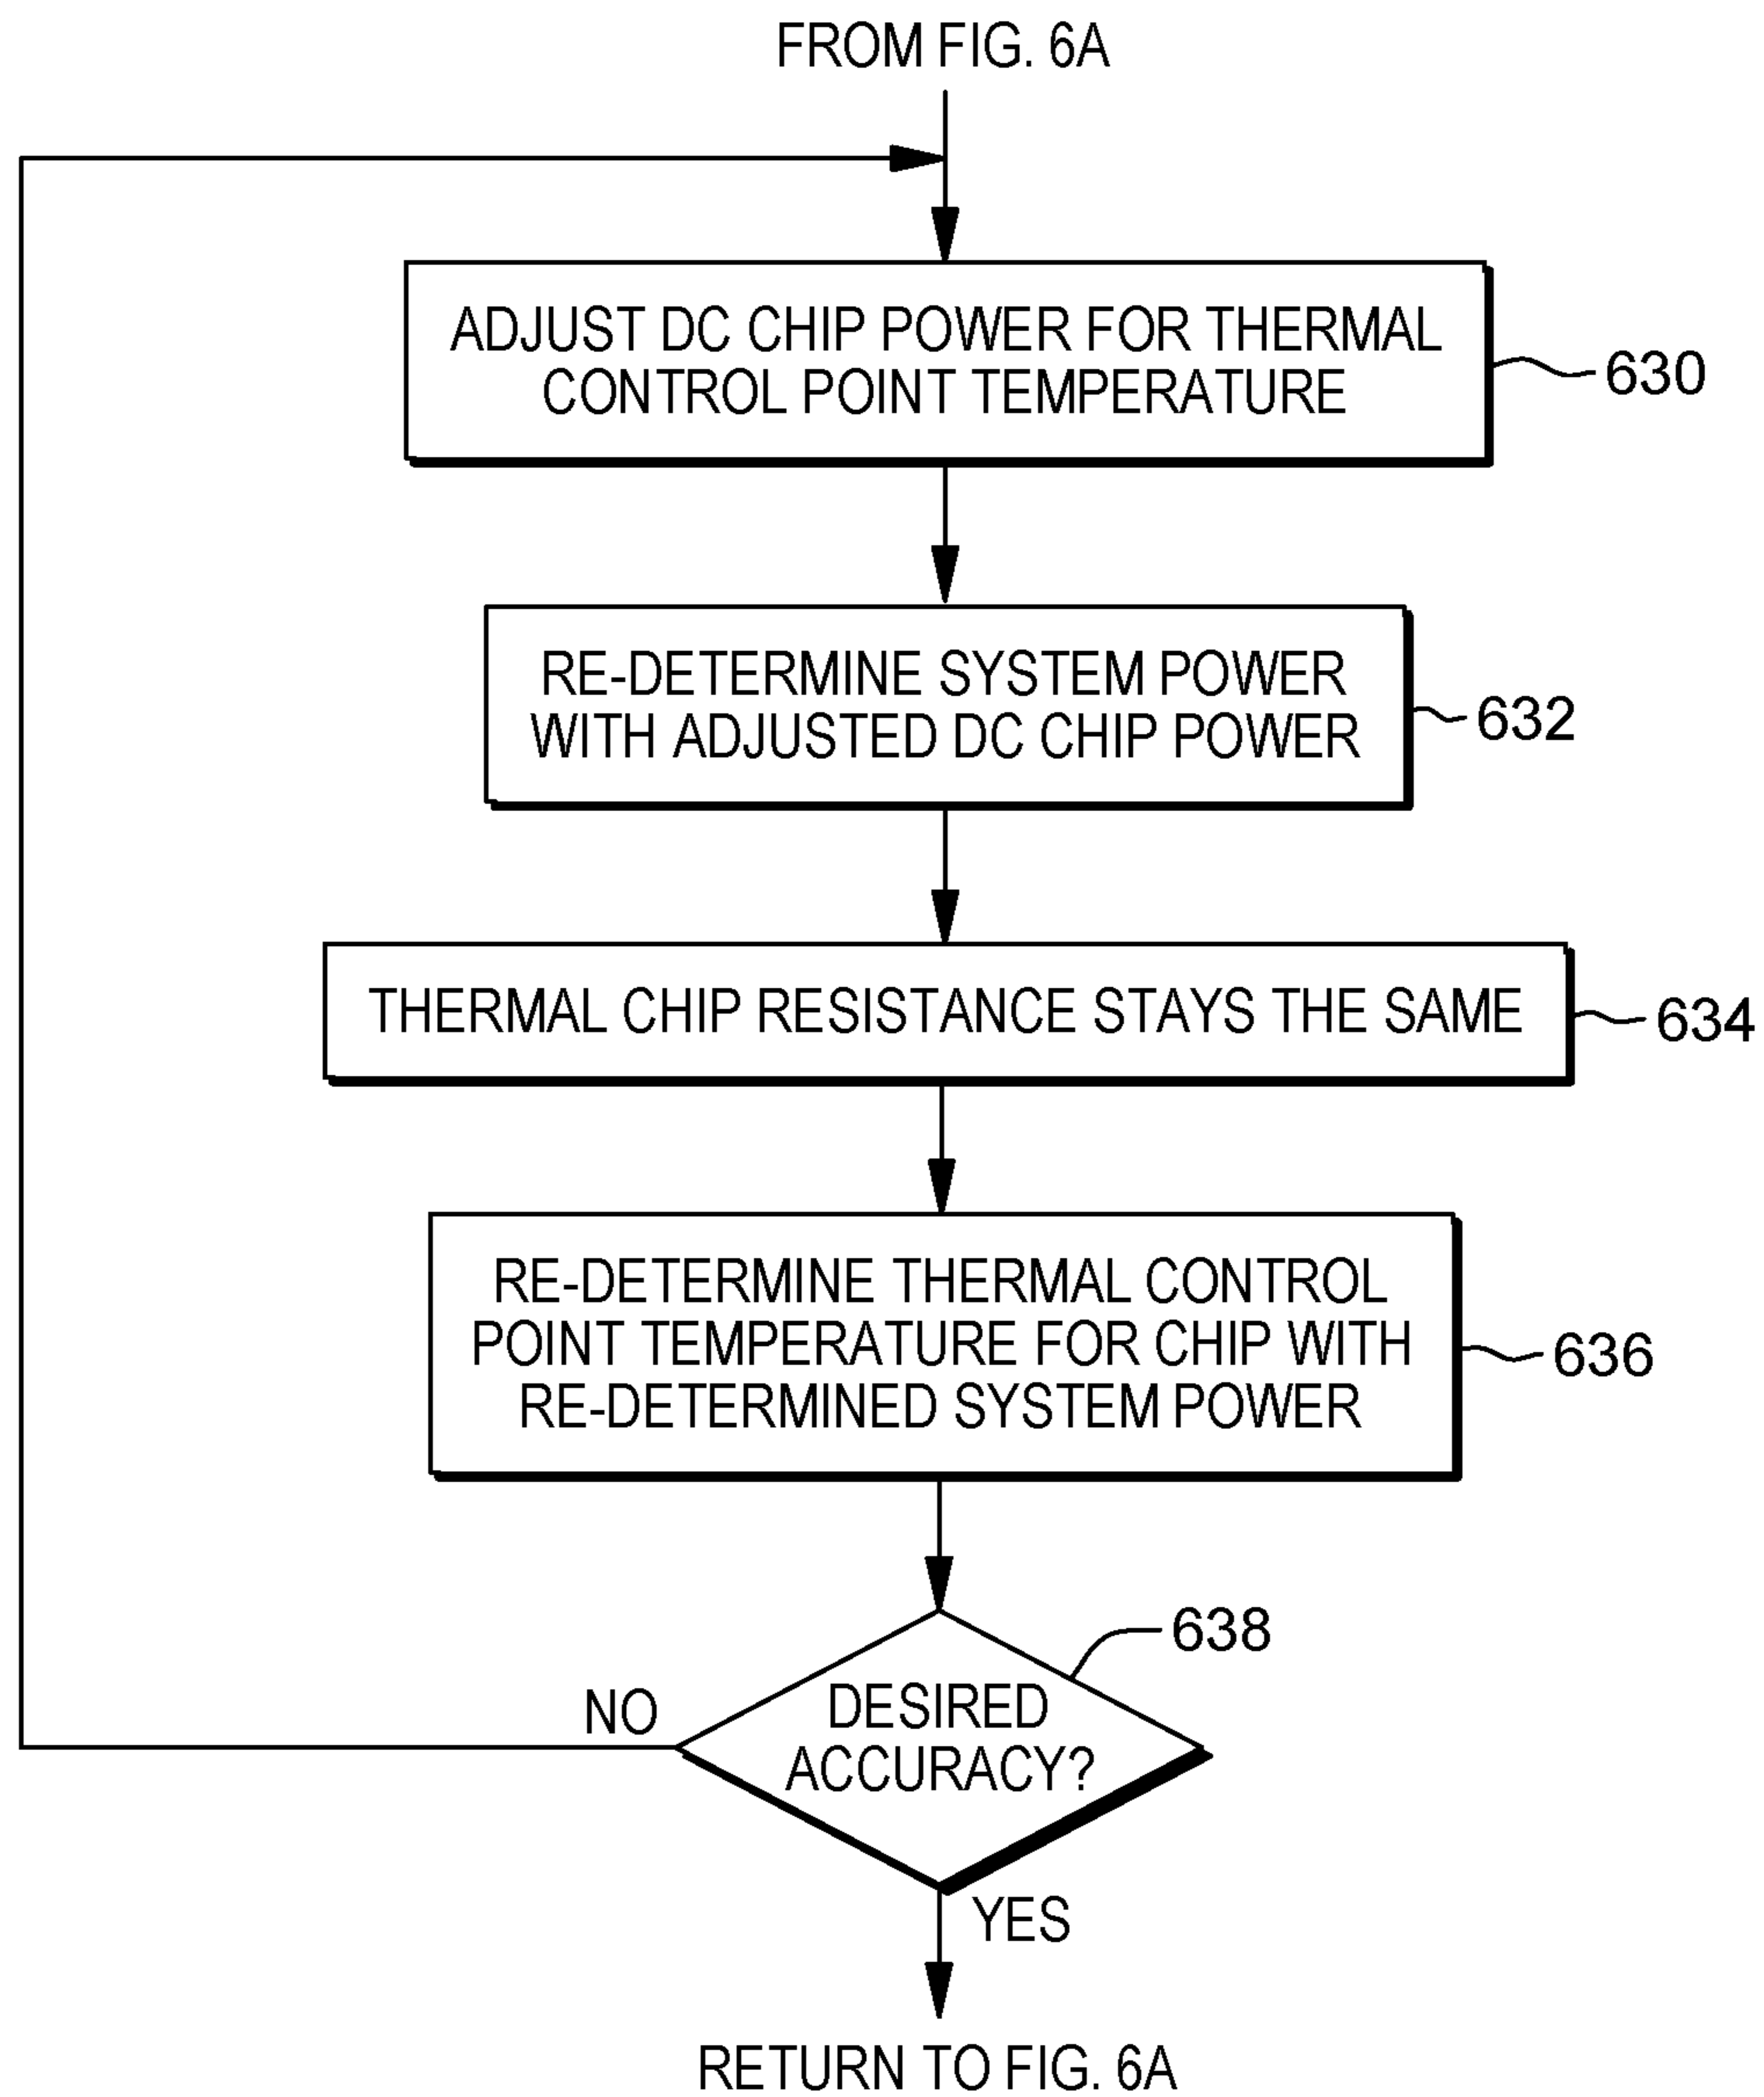 FROM FIG. 6A
ADJUST DC CHIP POWER FOR THERMAL
CONTROL POINT TEMPERATURE
630
RE-DETERMINE SYSTEM POWER
WITH ADJUSTED DC CHIP POWER
632
THERMAL CHIP RESISTANCE STAYS THE SAME
634
RE-DETERMINE THERMAL CONTROL
POINT TEMPERATURE FOR CHIP WITH
RE-DETERMINED SYSTEM POWER
636
638
DESIRED
ACCURACY?
NO
YES
RETURN TO FIG. 6A